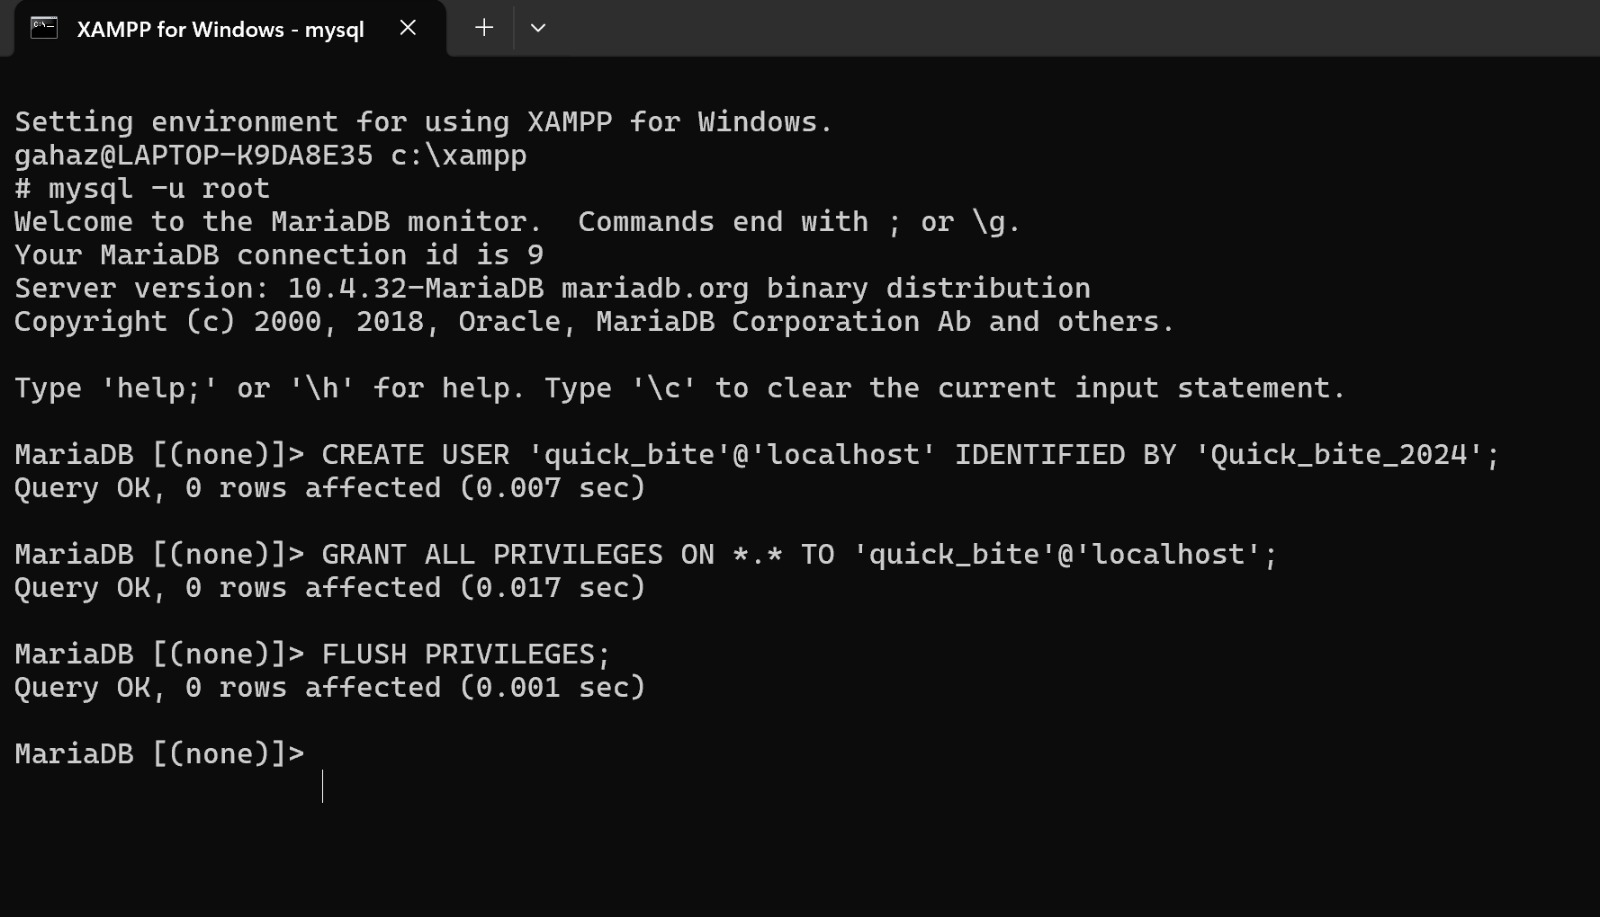 XAMPP for Windows - mysql
Setting environment for using XAMPP for Windows.
gahaz@LAPTOP-K9DA8E35 c:\xampp
# mysql -u root
Welcome to the MariaDB monitor.  Commands end with ; or \g.
Your MariaDB connection id is 9
Server version: 10.4.32-MariaDB mariadb.org binary distribution
Copyright (c) 2000, 2018, Oracle, MariaDB Corporation Ab and others.
Type 'help;' or '\h' for help. Type '\c' to clear the current input statement.
MariaDB [(none)]> CREATE USER 'quick_bite'@'localhost' IDENTIFIED BY 'Quick_bite_2024';
Query OK, 0 rows affected (0.007 sec)
MariaDB [(none)]> GRANT ALL PRIVILEGES ON *.* TO 'quick_bite'@'localhost';
Query OK, 0 rows affected (0.017 sec)
MariaDB [(none)]> FLUSH PRIVILEGES;
Query OK, 0 rows affected (0.001 sec)
MariaDB [(none)]>